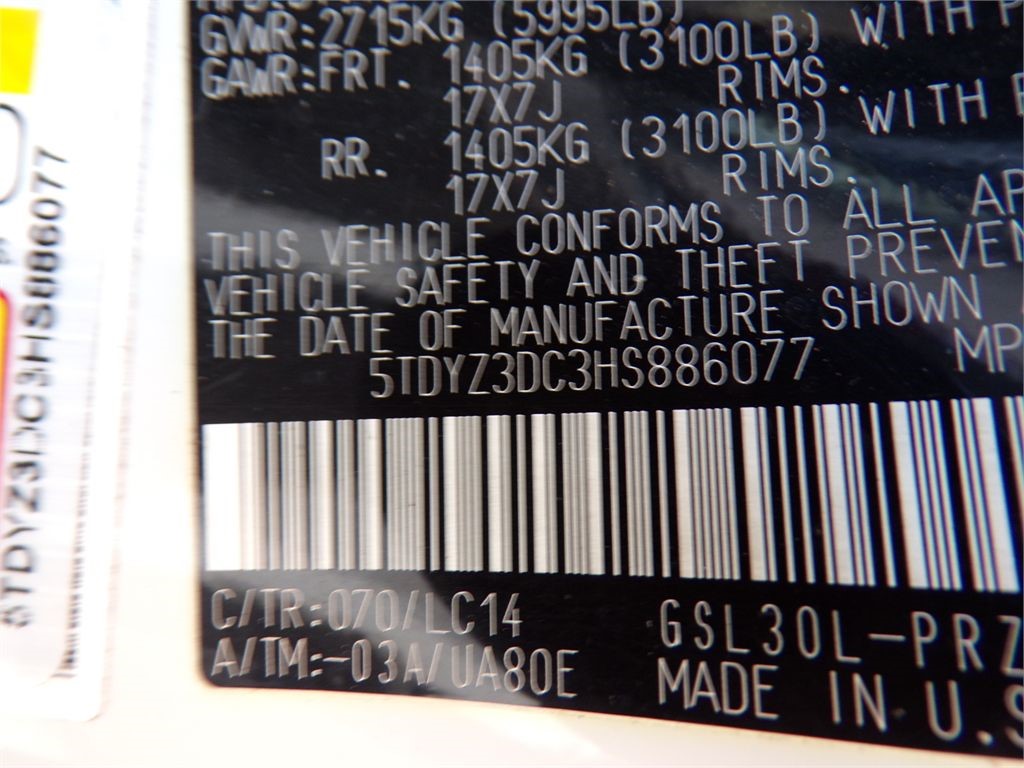 GVWR:2715KG (5995LB)
GAWR:FRT. 1405KG (3100LB) WITH
17X7J RIMS.
RR. 1405KG (3100LB) WITH
17X7J RIMS.
THIS VEHICLE CONFORMS TO ALL AP
VEHICLE SAFETY AND THEFT PREVEN
THE DATE OF MANUFACTURE SHOWN
5TDYZ3DC3HS886077 MP
C/TR:070/LC14 GSL30L-PRZ
A/TM:-03A/UA80E MADE IN U.S
5TDYZ3DC3HS886077